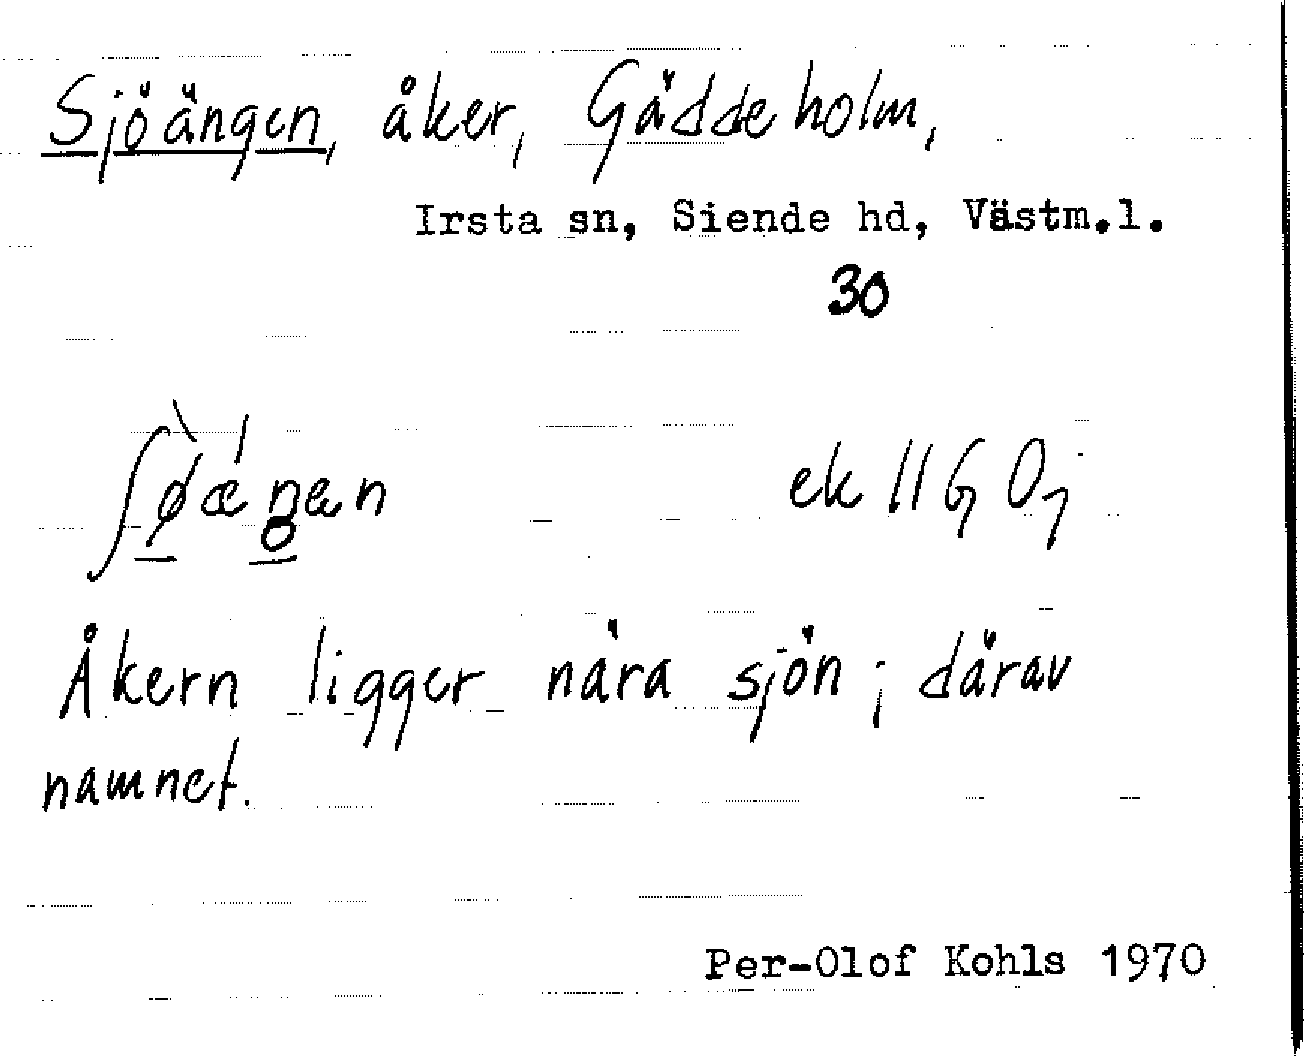 Sjöängen, åker, Gäddeholm,
Irsta sn, Siende hd, Västm.l.
30
ek 11G 0j
Åkern ligger nära sjön; därav
namnet.
Per-Olof Kohls 1970